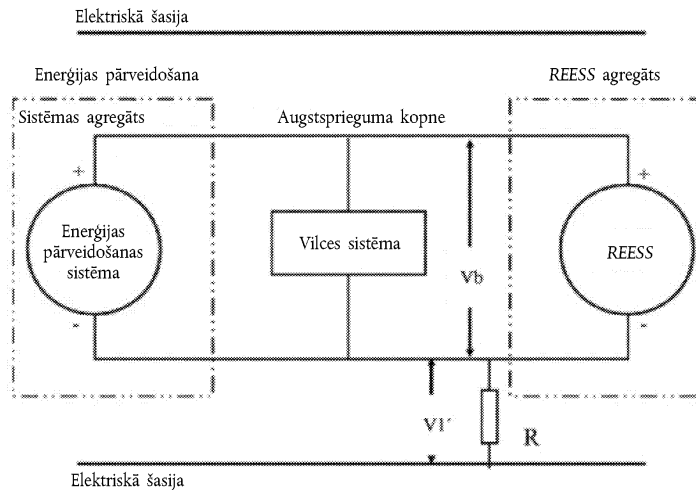 Elektriskā šasija
Enerģijas pārveidošana
REESS agregāts
Sistēmas agregāts
Augstsprieguma kopne
+
+
Enerģijas
pārveidošanas
sistēma
Vilces sistēma
REESS
Vb
-
-
V1´
R
Elektriskā šasija